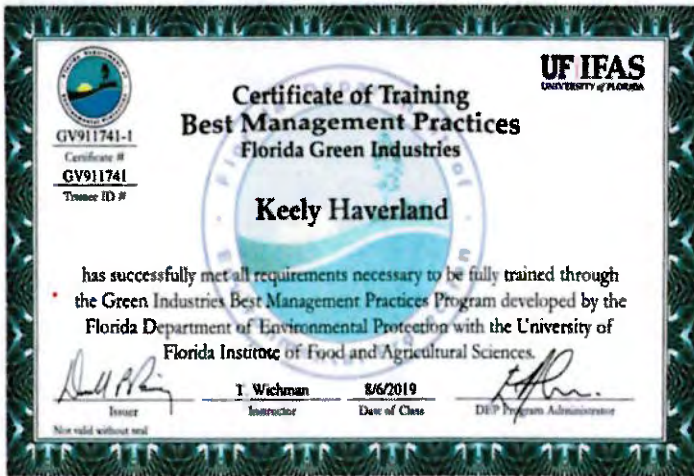 UF IFAS
UNIVERSITY of FLORIDA
Certificate of Training
Best Management Practices
Florida Green Industries
GV911741-1
Certificate #
GV911741
Trainee ID #
Keely Haverland
has successfully met all requirements necessary to be fully trained through
the Green Industries Best Management Practices Program developed by the
Florida Department of Environmental Protection with the University of
Florida Institute of Food and Agricultural Sciences.
Issuer
T Wichman
Instructor
8/6/2019
Date of Class
DEP Program Administrator
Not valid without seal